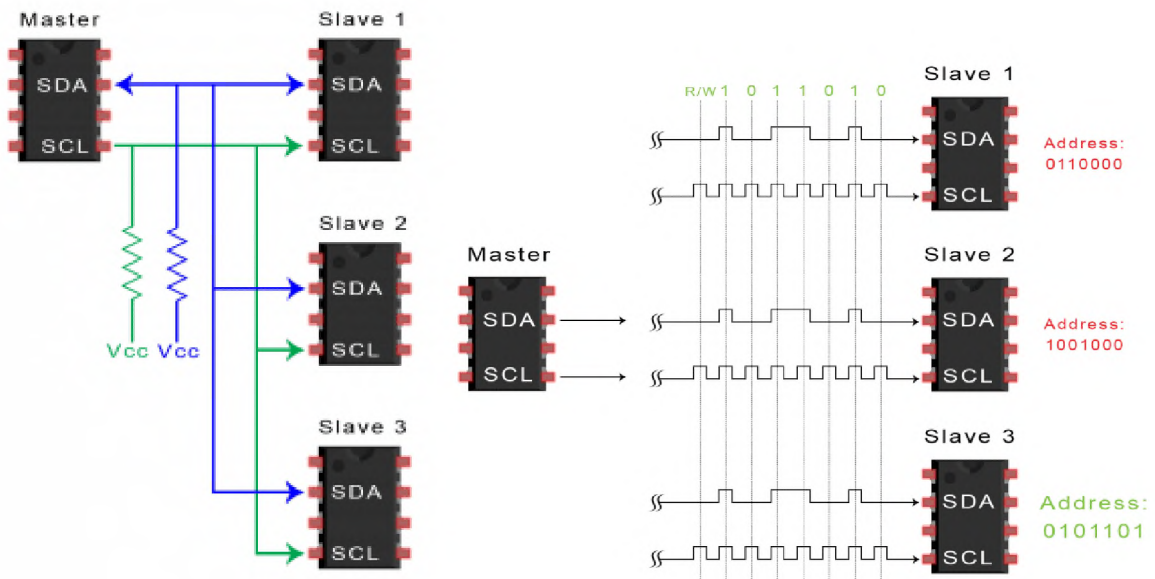 Master
SDA
SCL
Slave 1
SDA
SCL
Slave 2
SDA
SCL
Slave 3
SDA
SCL
Vcc Vcc
Master
SDA
SCL
R/W 1 0 1 1 0 1 0
Slave 1
SDA
SCL
Address:
0110000
Slave 2
SDA
SCL
Address:
1001000
Slave 3
SDA
SCL
Address:
0101101